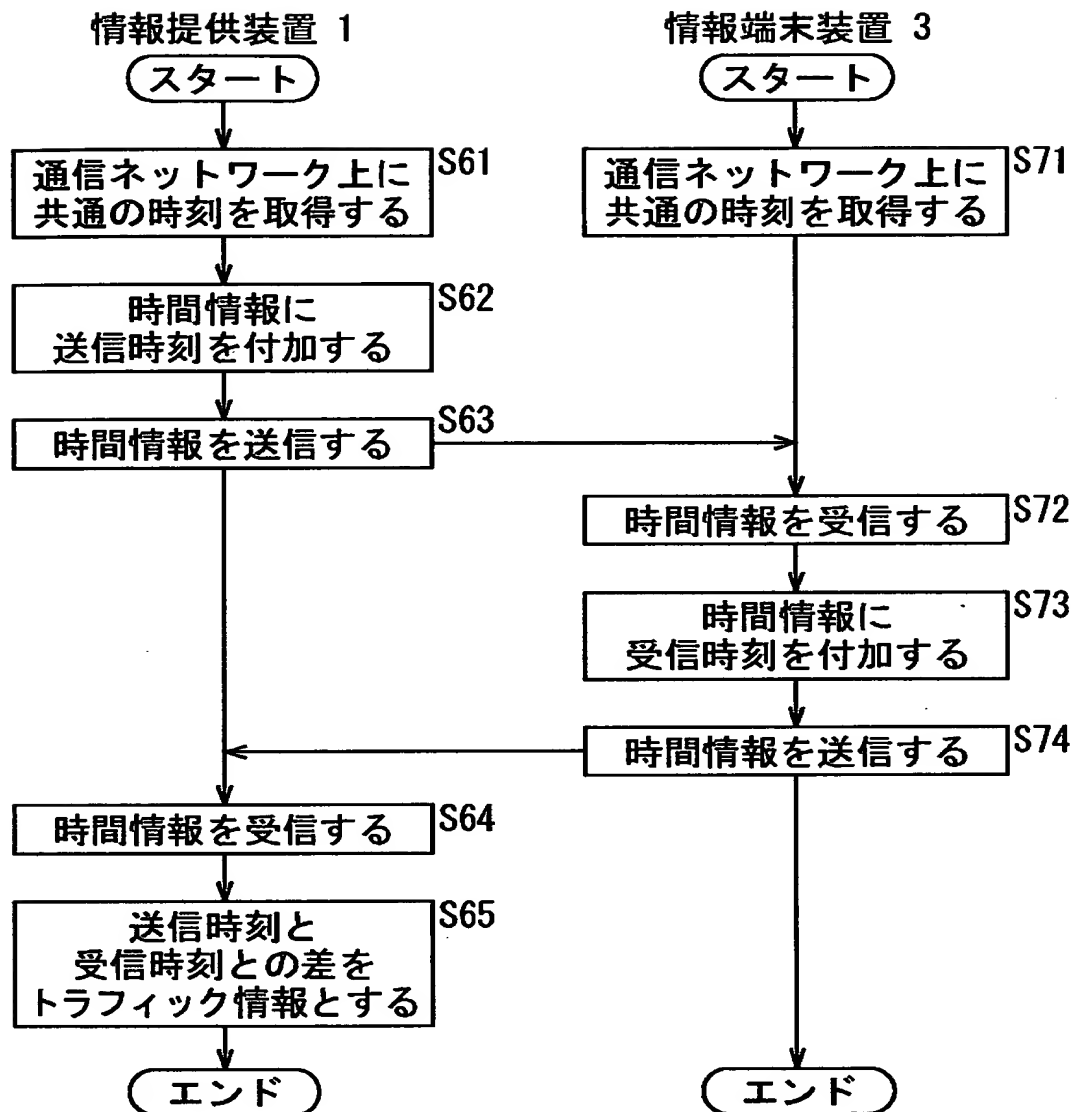 情報提供装置 1
スタート
通信ネットワーク上に
共通の時刻を取得する
S61
時間情報に
送信時刻を付加する
S62
時間情報を送信する
S63
時間情報を受信する
S64
送信時刻と
受信時刻との差を
トラフィック情報とする
S65
エンド
情報端末装置 3
スタート
通信ネットワーク上に
共通の時刻を取得する
S71
時間情報を受信する
S72
時間情報に
受信時刻を付加する
S73
時間情報を送信する
S74
エンド